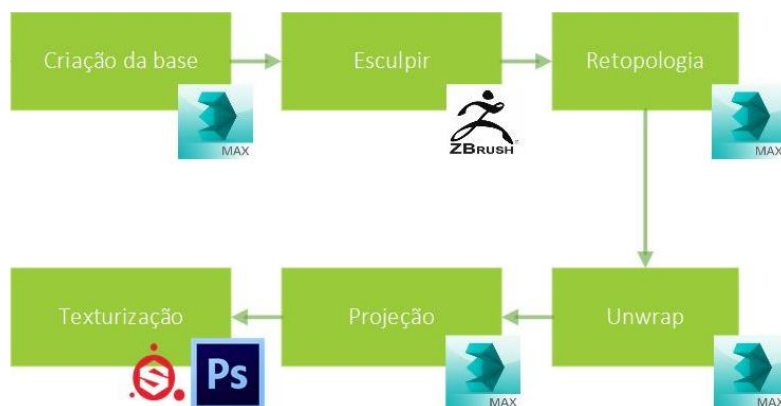 Criação da base
MAX
Esculpir
ZBRUSH
Retopologia
MAX
Texturização
S
Ps
Projeção
MAX
Unwrap
MAX